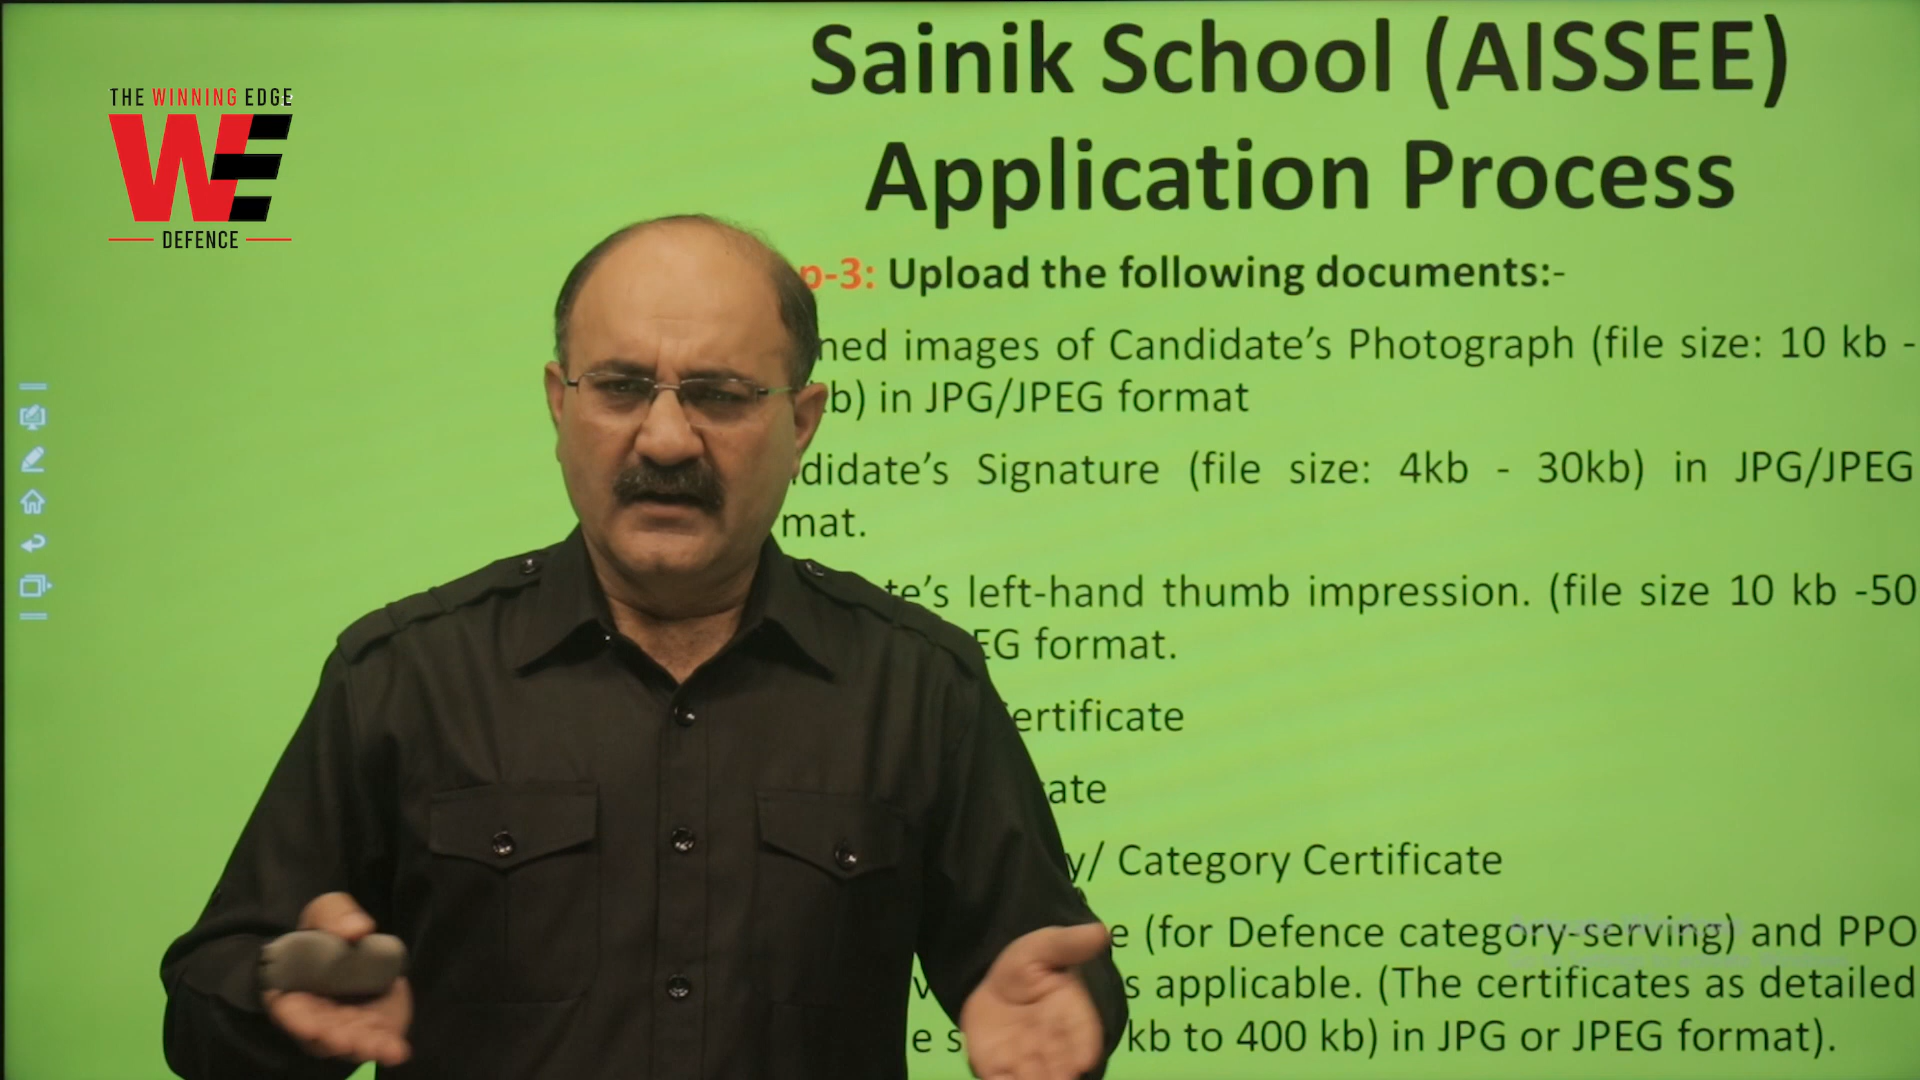 THE WINNING EDGE
WE
DEFENCE
Sainik School (AISSEE)
Application Process
p-3: Upload the following documents:-
ned images of Candidate's Photograph (file size: 10 kb -
kb) in JPG/JPEG format
didate's Signature (file size: 4kb - 30kb) in JPG/JPEG
mat.
te's left-hand thumb impression. (file size 10 kb -50
EG format.
ertificate
ate
y/ Category Certificate
e (for Defence category-serving) and PPO
s applicable. (The certificates as detailed
e s kb to 400 kb) in JPG or JPEG format).